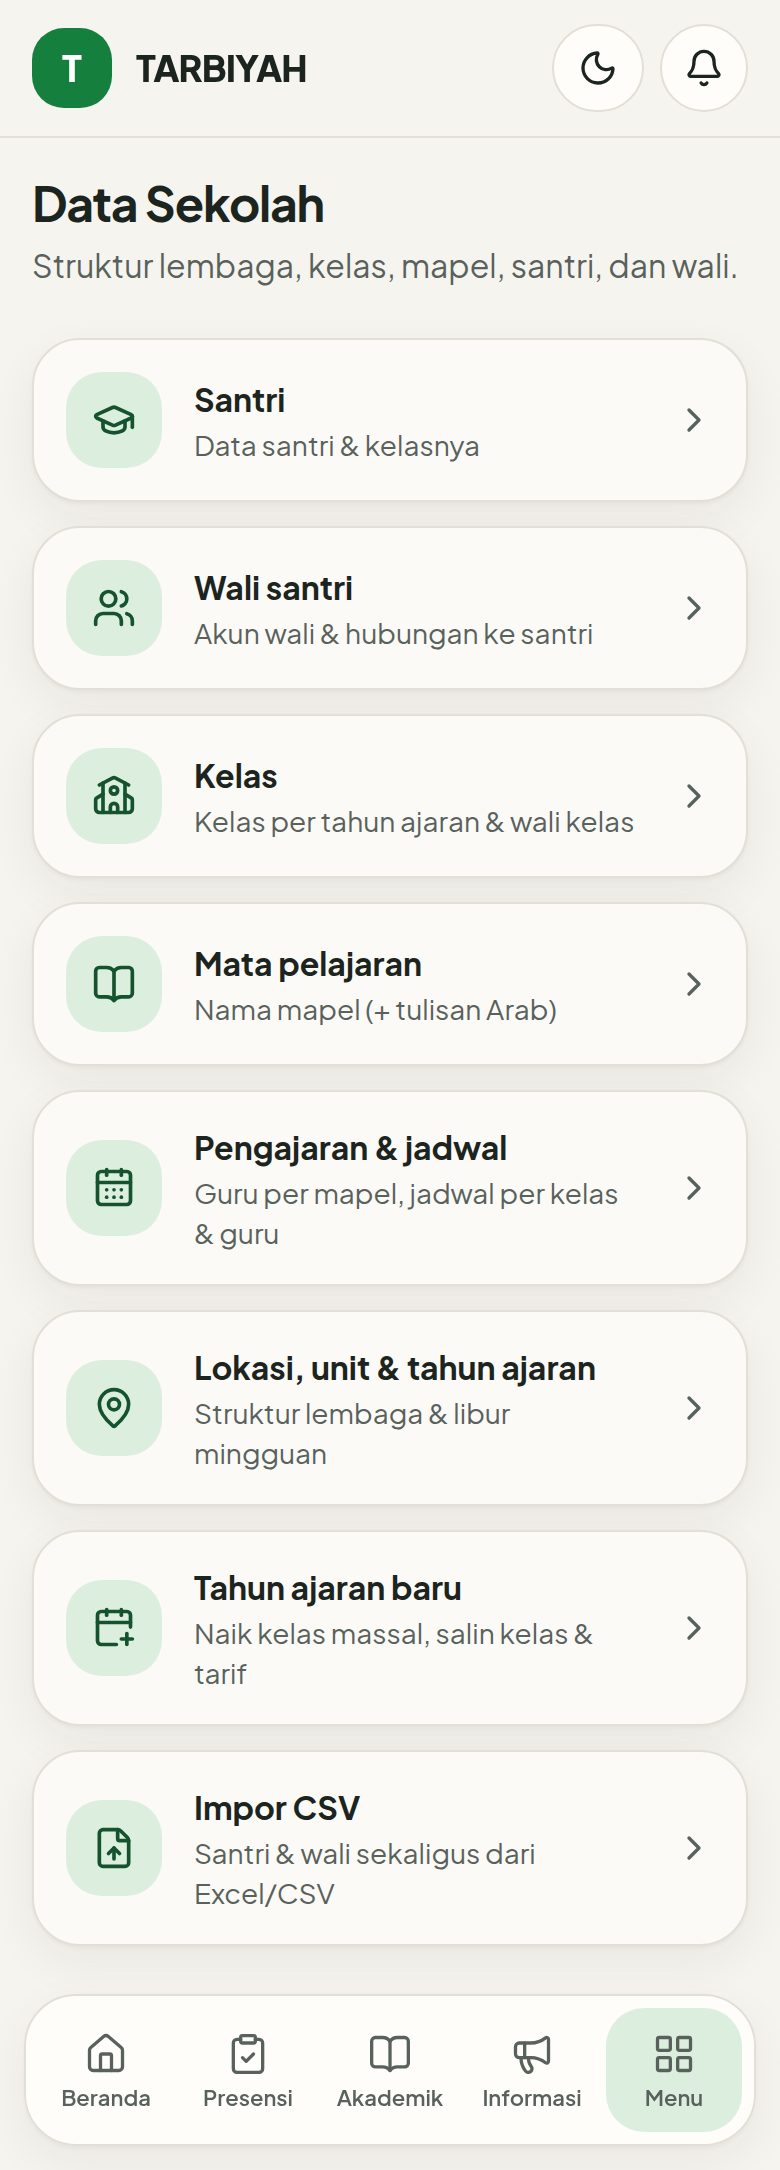 T
TARBIYAH
Data Sekolah
Struktur lembaga, kelas, mapel, santri, dan wali.
Santri
Data santri & kelasnya
Wali santri
Akun wali & hubungan ke santri
Kelas
Kelas per tahun ajaran & wali kelas
Mata pelajaran
Nama mapel (+ tulisan Arab)
Pengajaran & jadwal
Guru per mapel, jadwal per kelas
& guru
Lokasi, unit & tahun ajaran
Struktur lembaga & libur
mingguan
Tahun ajaran baru
Naik kelas massal, salin kelas &
tarif
Impor CSV
Santri & wali sekaligus dari
Excel/CSV
Beranda
Presensi
Akademik
Informasi
Menu